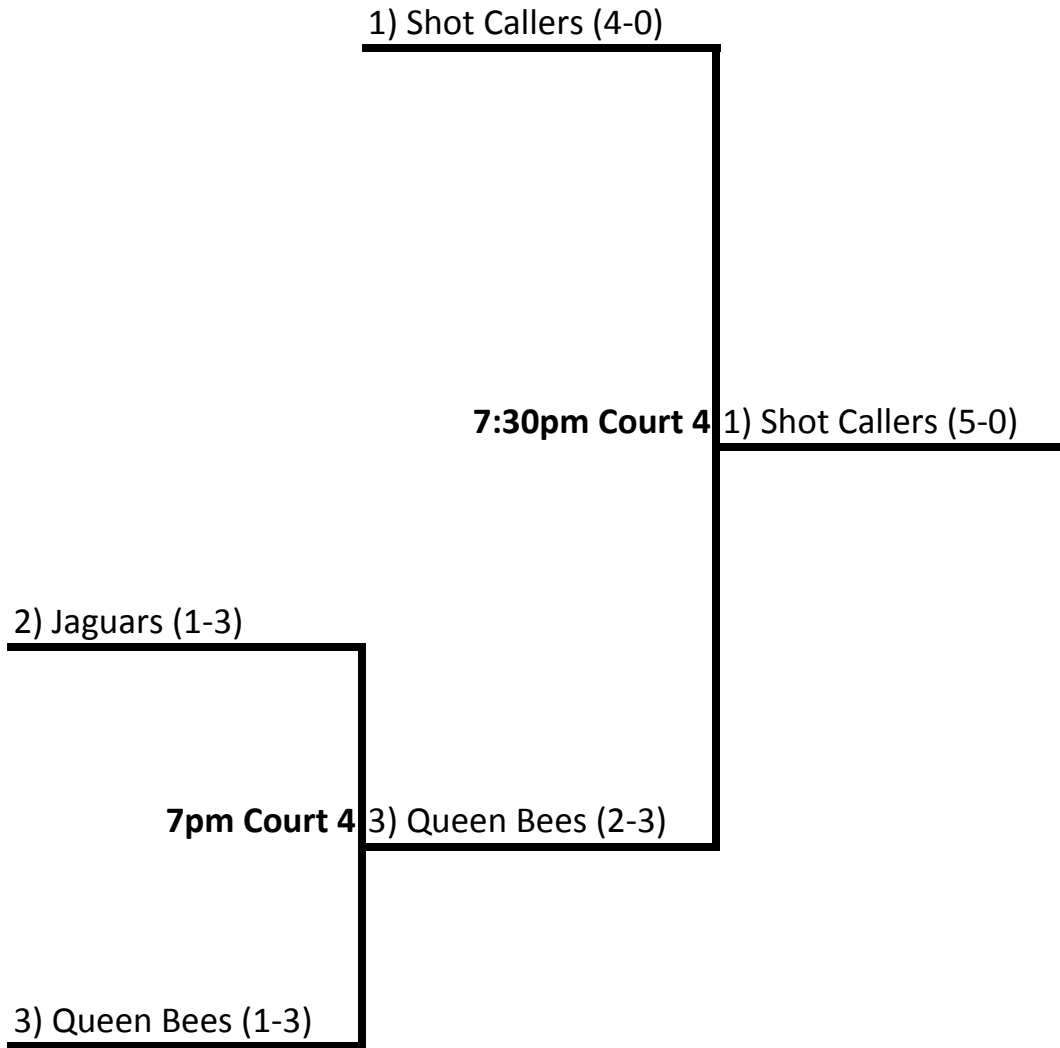 1) Shot Callers (4-0)
7:30pm Court 4 1) Shot Callers (5-0)
2) Jaguars (1-3)
7pm Court 4 3) Queen Bees (2-3)
3) Queen Bees (1-3)